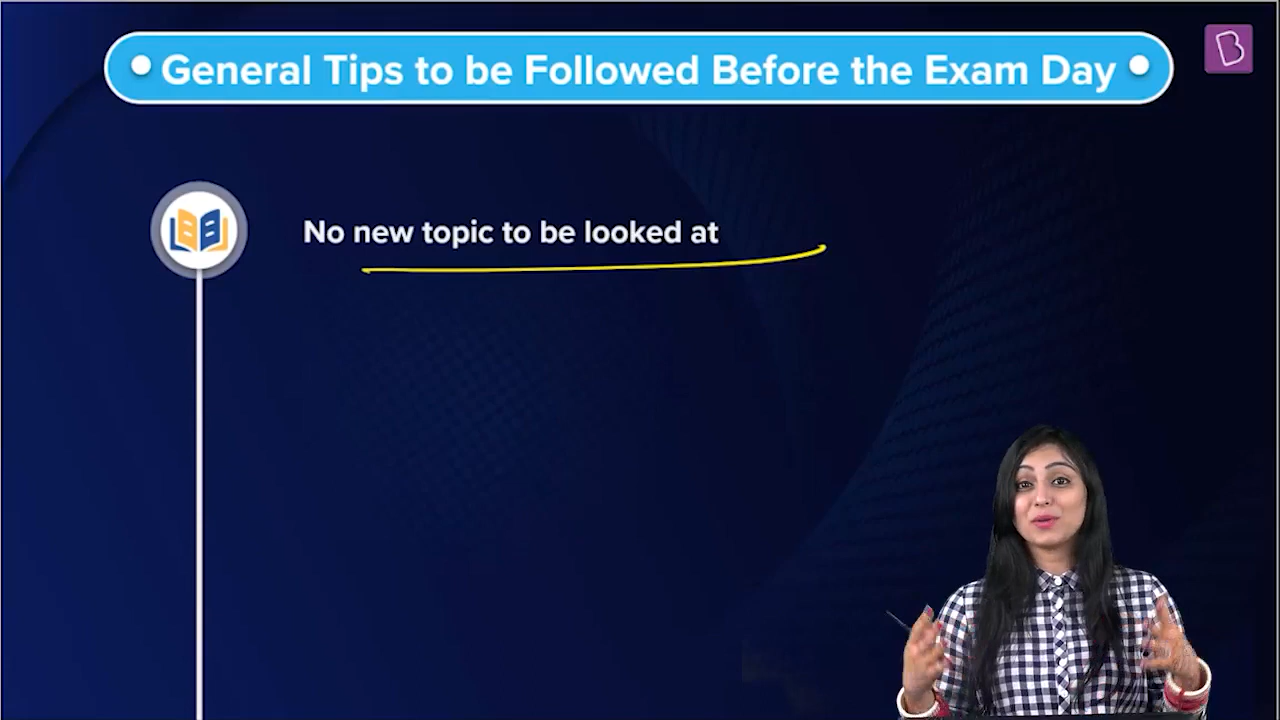 General Tips to be Followed Before the Exam Day
No new topic to be looked at